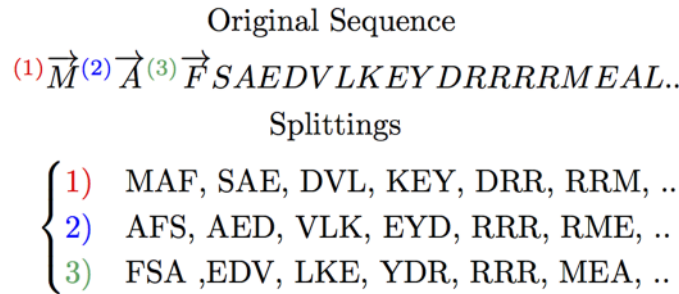 Original Sequence
(1) M (2) A (3) F SAEDVLKEYDRRRRMEAL..
Splittings
1) MAF, SAE, DVL, KEY, DRR, RRM, ..
2) AFS, AED, VLK, EYD, RRR, RME, ..
3) FSA ,EDV, LKE, YDR, RRR, MEA, ..